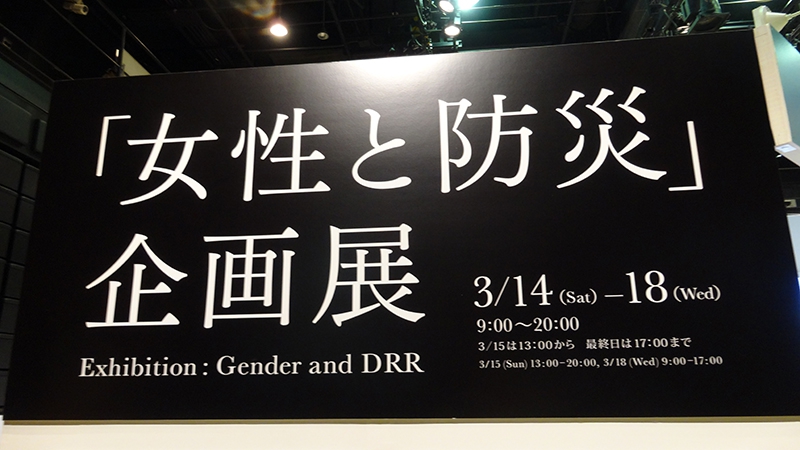 「女性と防災」
企画展
3/14 (Sat) – 18 (Wed)
9:00〜20:00
3/15は13:00から　最終日は17:00まで
3/15 (Sun) 13:00-20:00, 3/18 (Wed) 9:00-17:00
Exhibition : Gender and DRR